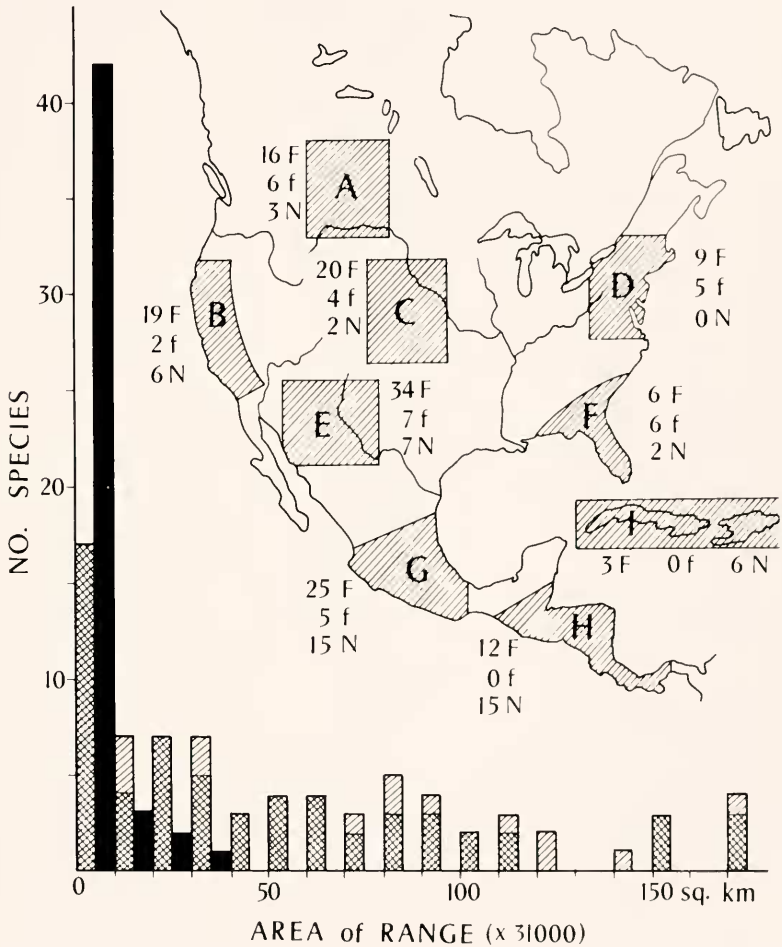 40
30
20
10
NO. SPECIES
16 F
6 f
3 N
A
19 F
2 f
6 N
B
20 F
4 f
2 N
C
9 F
5 f
0 N
D
34 F
7 f
7 N
E
6 F
6 f
2 N
F
I
3 F 0 f 6 N
25 F
5 f
15 N
G
12 F
0 f
15 N
H
0 50 100 150 sq. km
AREA of RANGE (x 31000)